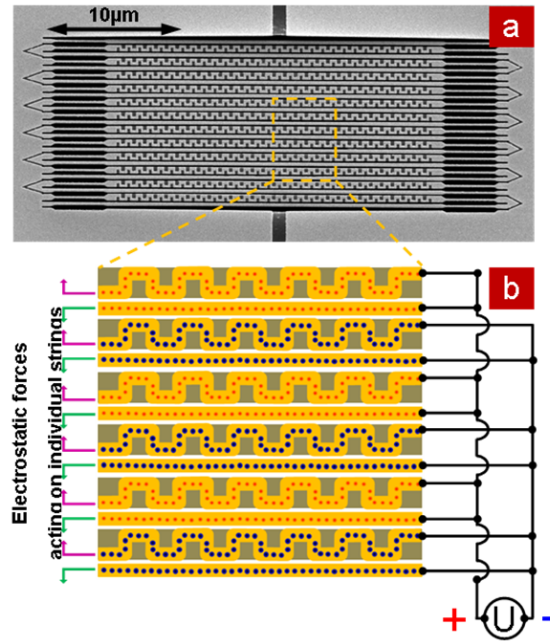 10µm
a
b
Electrostatic forces
acting on individual strings
+ U -